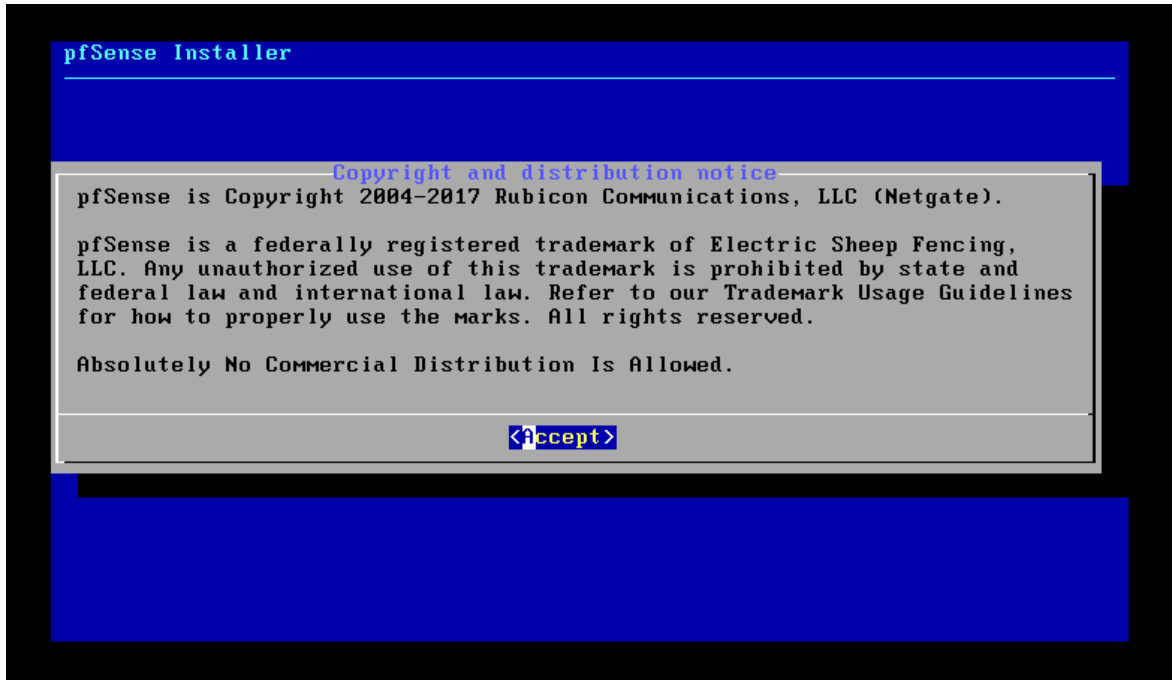 pfSense Installer
Copyright and distribution notice
pfSense is Copyright 2004-2017 Rubicon Communications, LLC (Netgate).
pfSense is a federally registered trademark of Electric Sheep Fencing,
LLC. Any unauthorized use of this trademark is prohibited by state and
federal law and international law. Refer to our Trademark Usage Guidelines
for how to properly use the marks. All rights reserved.
Absolutely No Commercial Distribution Is Allowed.
<Accept>